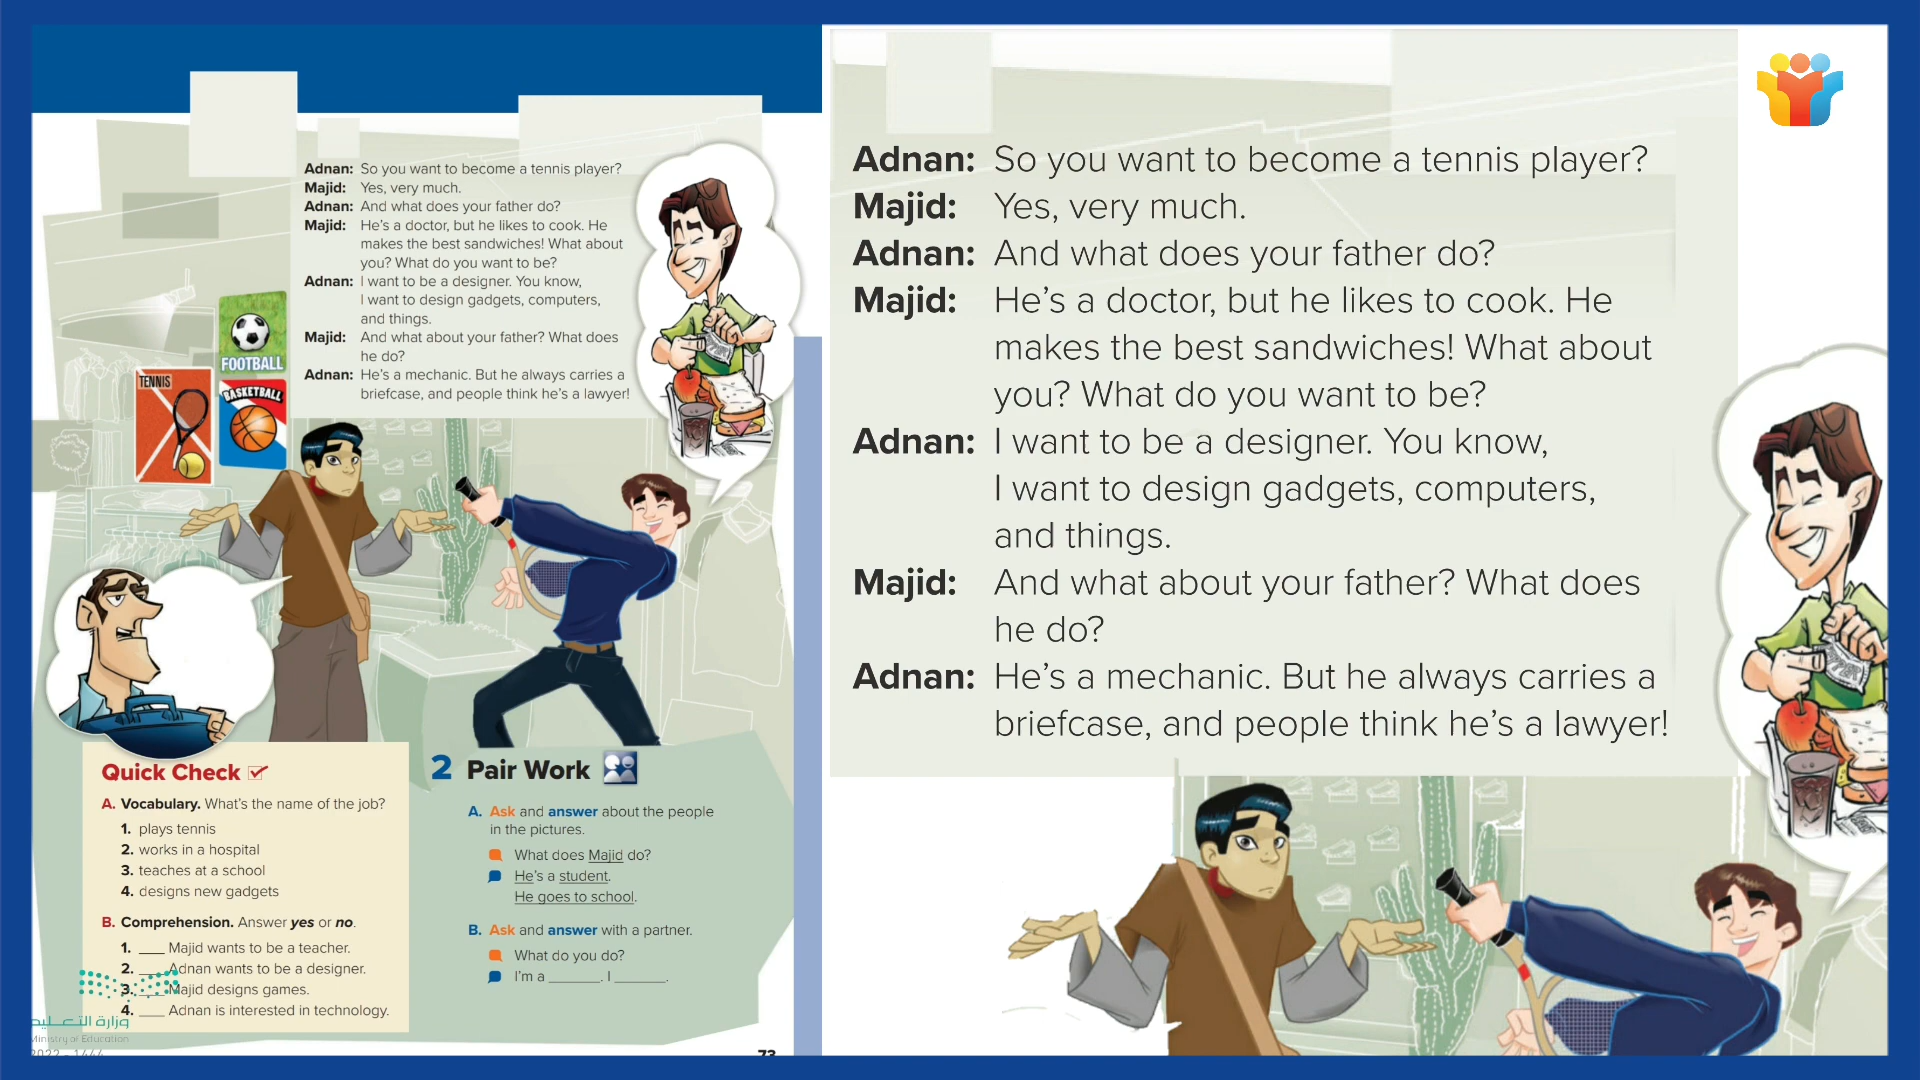 Adnan: So you want to become a tennis player?
Majid: Yes, very much.
Adnan: And what does your father do?
Majid: He's a doctor, but he likes to cook. He
makes the best sandwiches! What about
you? What do you want to be?
Adnan: I want to be a designer. You know,
I want to design gadgets, computers,
and things.
Majid: And what about your father? What does
he do?
Adnan: He's a mechanic. But he always carries a
briefcase, and people think he's a lawyer!
FOOTBALL
TENNIS
BASKETBALL
Quick Check
A. Vocabulary. What's the name of the job?
1. plays tennis
2. works in a hospital
3. teaches at a school
4. designs new gadgets
B. Comprehension. Answer yes or no.
1. ___ Majid wants to be a teacher.
2. ___ Adnan wants to be a designer.
3. ___ Majid designs games.
4. ___ Adnan is interested in technology.
وزارة التعليم
Ministry of Education
2022 - 1444
2 Pair Work
A. Ask and answer about the people
in the pictures.
What does Majid do?
He's a student.
He goes to school.
B. Ask and answer with a partner.
What do you do?
I'm a ______. I ______.
73
Adnan: So you want to become a tennis player?
Majid: Yes, very much.
Adnan: And what does your father do?
Majid: He's a doctor, but he likes to cook. He
makes the best sandwiches! What about
you? What do you want to be?
Adnan: I want to be a designer. You know,
I want to design gadgets, computers,
and things.
Majid: And what about your father? What does
he do?
Adnan: He's a mechanic. But he always carries a
briefcase, and people think he's a lawyer!